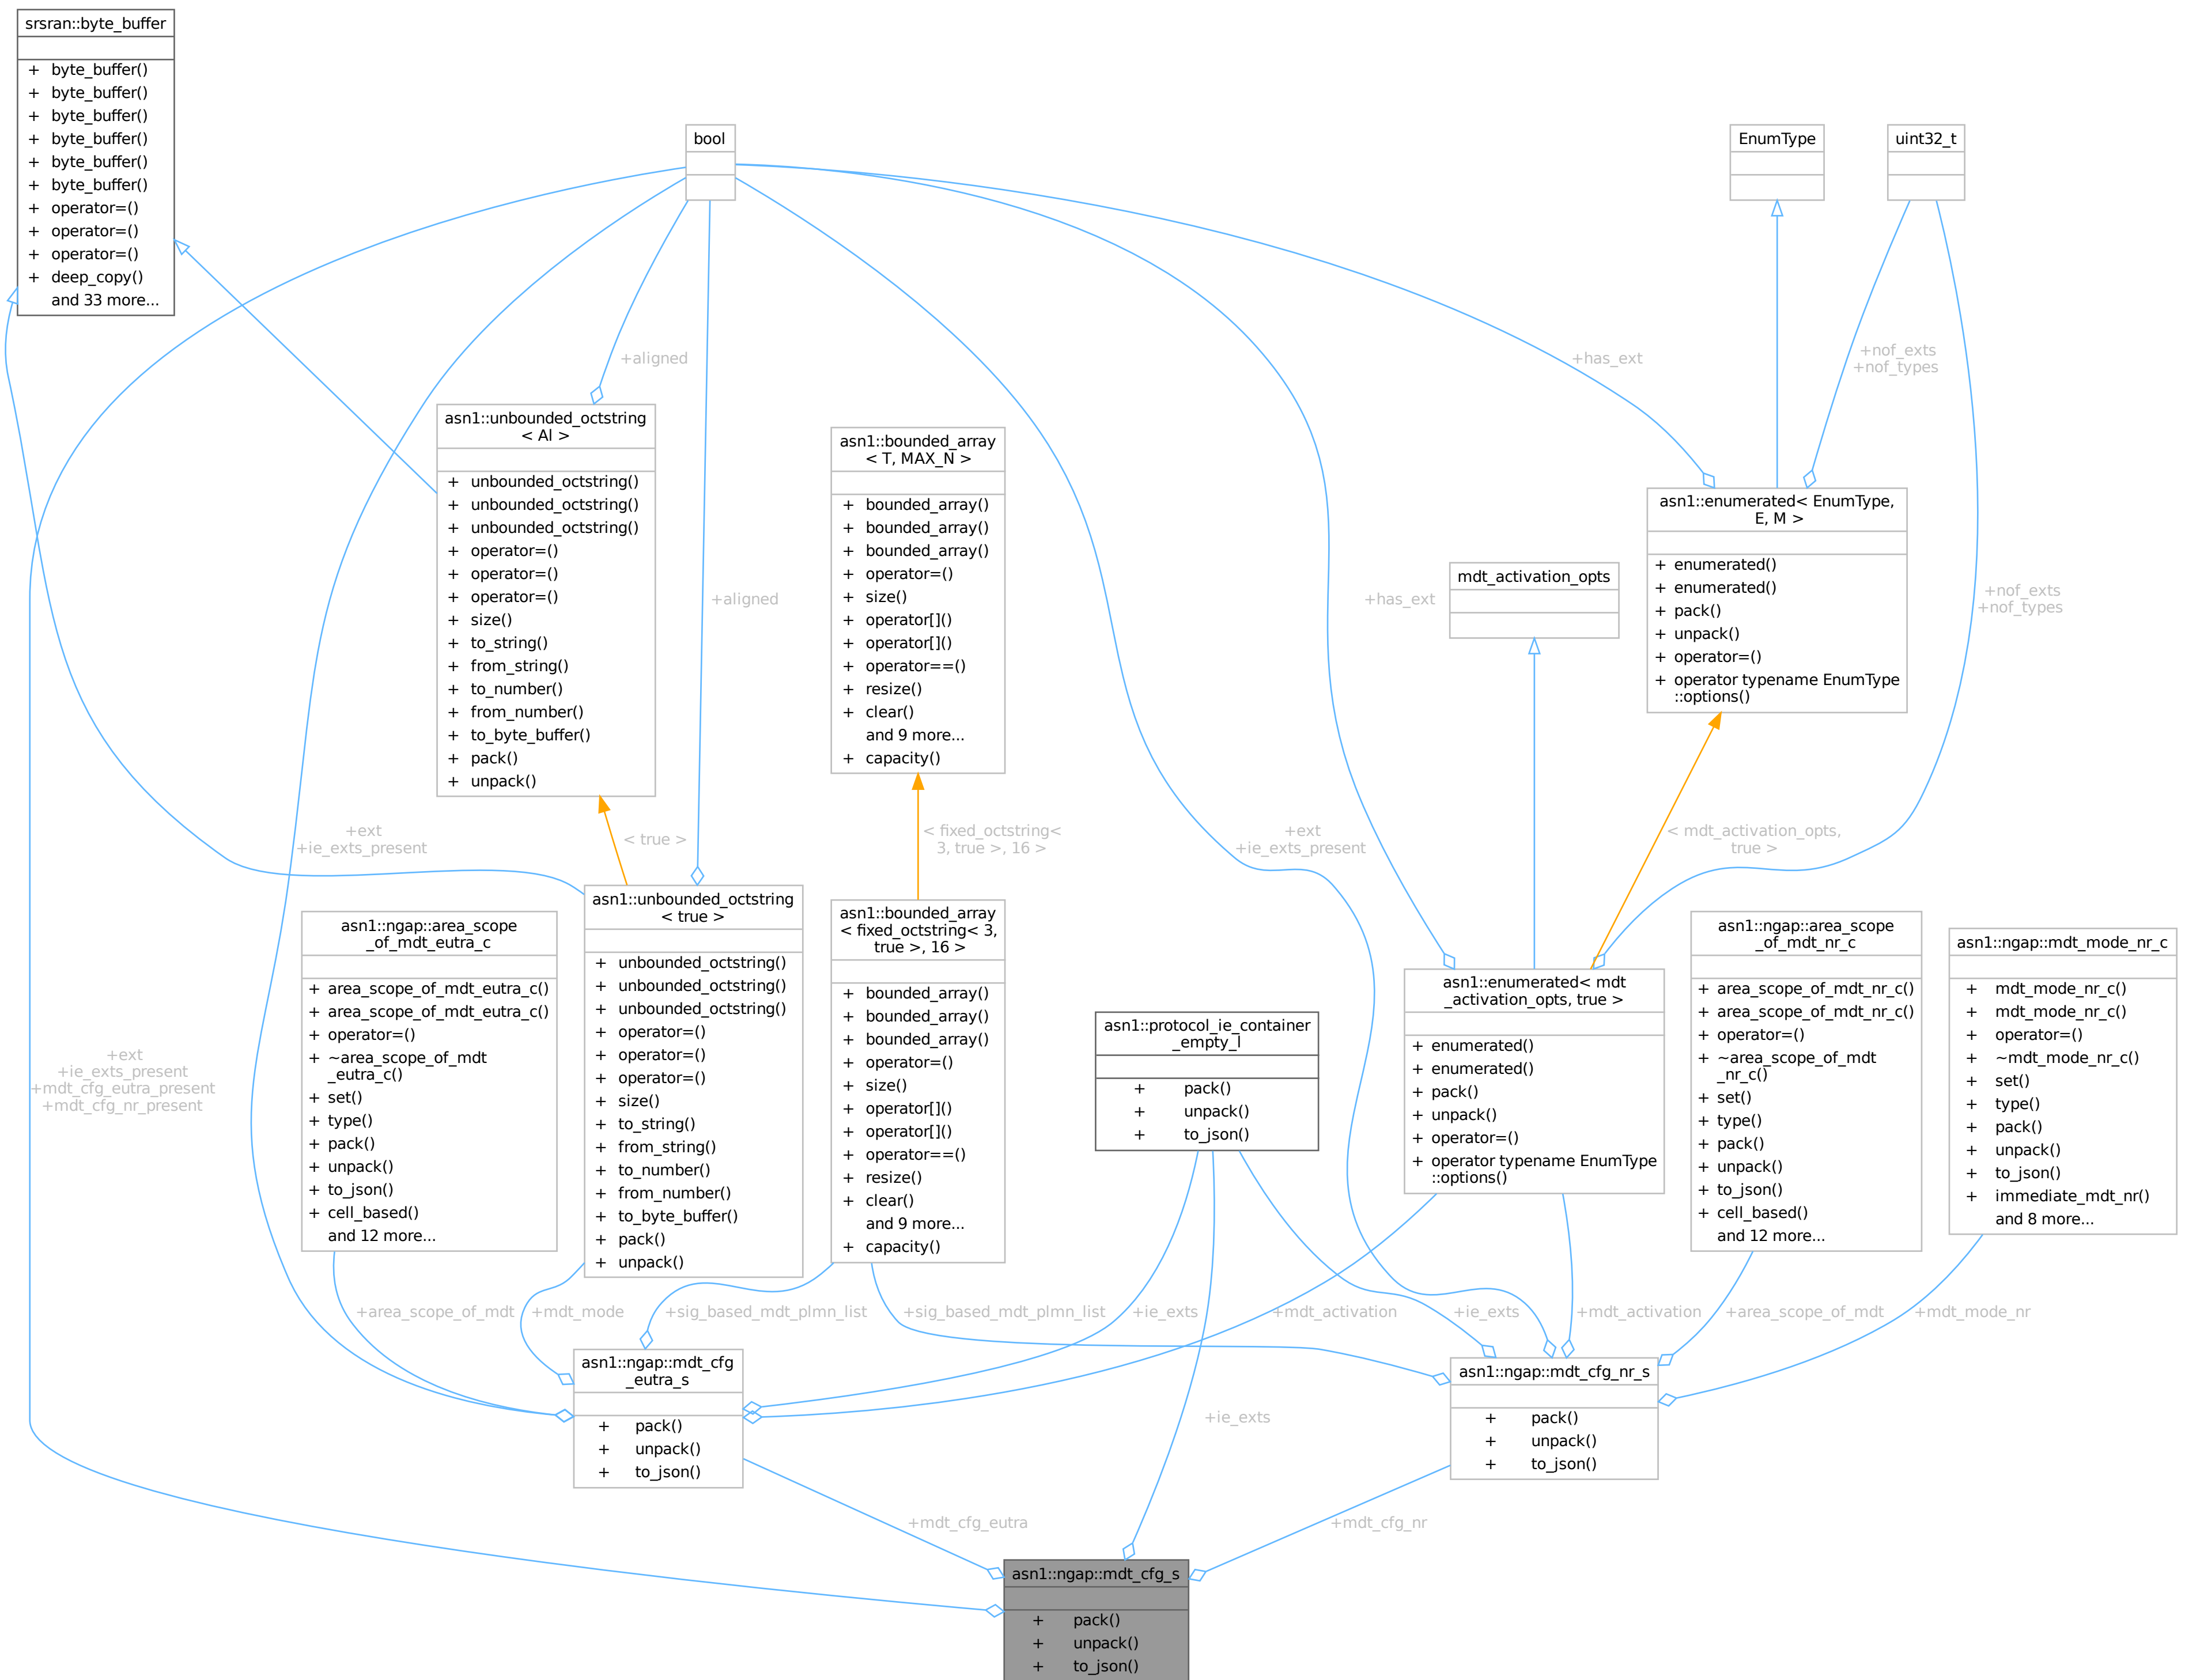 srsran::byte_buffer
+ byte_buffer()
+ byte_buffer()
+ byte_buffer()
+ byte_buffer()
+ byte_buffer()
+ byte_buffer()
+ operator=()
+ operator=()
+ operator=()
+ deep_copy()
and 33 more...
bool
EnumType
uint32_t
+aligned
+has_ext
+nof_exts
+nof_types
asn1::unbounded_octstring
< Al >
+ unbounded_octstring()
+ unbounded_octstring()
+ unbounded_octstring()
+ operator=()
+ operator=()
+ operator=()
+ size()
+ to_string()
+ from_string()
+ to_number()
+ from_number()
+ to_byte_buffer()
+ pack()
+ unpack()
asn1::bounded_array
< T, MAX_N >
+ bounded_array()
+ bounded_array()
+ bounded_array()
+ operator=()
+ size()
+ operator[]()
+ operator[]()
+ operator==()
+ resize()
+ clear()
and 9 more...
+ capacity()
asn1::enumerated< EnumType,
E, M >
+ enumerated()
+ enumerated()
+ pack()
+ unpack()
+ operator=()
+ operator typename EnumType
::options()
mdt_activation_opts
+aligned
+has_ext
+nof_exts
+nof_types
+ext
+ie_exts_present
< true >
< fixed_octstring<
3, true >, 16 >
+ext
+ie_exts_present
< mdt_activation_opts,
true >
asn1::ngap::area_scope
_of_mdt_eutra_c
+ area_scope_of_mdt_eutra_c()
+ area_scope_of_mdt_eutra_c()
+ operator=()
+ ~area_scope_of_mdt
_eutra_c()
+ set()
+ type()
+ pack()
+ unpack()
+ to_json()
+ cell_based()
and 12 more...
asn1::unbounded_octstring
< true >
+ unbounded_octstring()
+ unbounded_octstring()
+ unbounded_octstring()
+ operator=()
+ operator=()
+ operator=()
+ size()
+ to_string()
+ from_string()
+ to_number()
+ from_number()
+ to_byte_buffer()
+ pack()
+ unpack()
asn1::bounded_array
< fixed_octstring< 3,
true >, 16 >
+ bounded_array()
+ bounded_array()
+ bounded_array()
+ operator=()
+ size()
+ operator[]()
+ operator[]()
+ operator==()
+ resize()
+ clear()
and 9 more...
+ capacity()
asn1::protocol_ie_container
_empty_l
+ pack()
+ unpack()
+ to_json()
asn1::enumerated< mdt
_activation_opts, true >
+ enumerated()
+ enumerated()
+ pack()
+ unpack()
+ operator=()
+ operator typename EnumType
::options()
asn1::ngap::area_scope
_of_mdt_nr_c
+ area_scope_of_mdt_nr_c()
+ area_scope_of_mdt_nr_c()
+ operator=()
+ ~area_scope_of_mdt
_nr_c()
+ set()
+ type()
+ pack()
+ unpack()
+ to_json()
+ cell_based()
and 12 more...
asn1::ngap::mdt_mode_nr_c
+ mdt_mode_nr_c()
+ mdt_mode_nr_c()
+ operator=()
+ ~mdt_mode_nr_c()
+ set()
+ type()
+ pack()
+ unpack()
+ to_json()
+ immediate_mdt_nr()
and 8 more...
+ext
+ie_exts_present
+mdt_cfg_eutra_present
+mdt_cfg_nr_present
+area_scope_of_mdt
+mdt_mode
+sig_based_mdt_plmn_list
+sig_based_mdt_plmn_list
+ie_exts
+mdt_activation
+ie_exts
+mdt_activation
+area_scope_of_mdt
+mdt_mode_nr
asn1::ngap::mdt_cfg
_eutra_s
+ pack()
+ unpack()
+ to_json()
+ie_exts
asn1::ngap::mdt_cfg_nr_s
+ pack()
+ unpack()
+ to_json()
+mdt_cfg_eutra
+mdt_cfg_nr
asn1::ngap::mdt_cfg_s
+ pack()
+ unpack()
+ to_json()